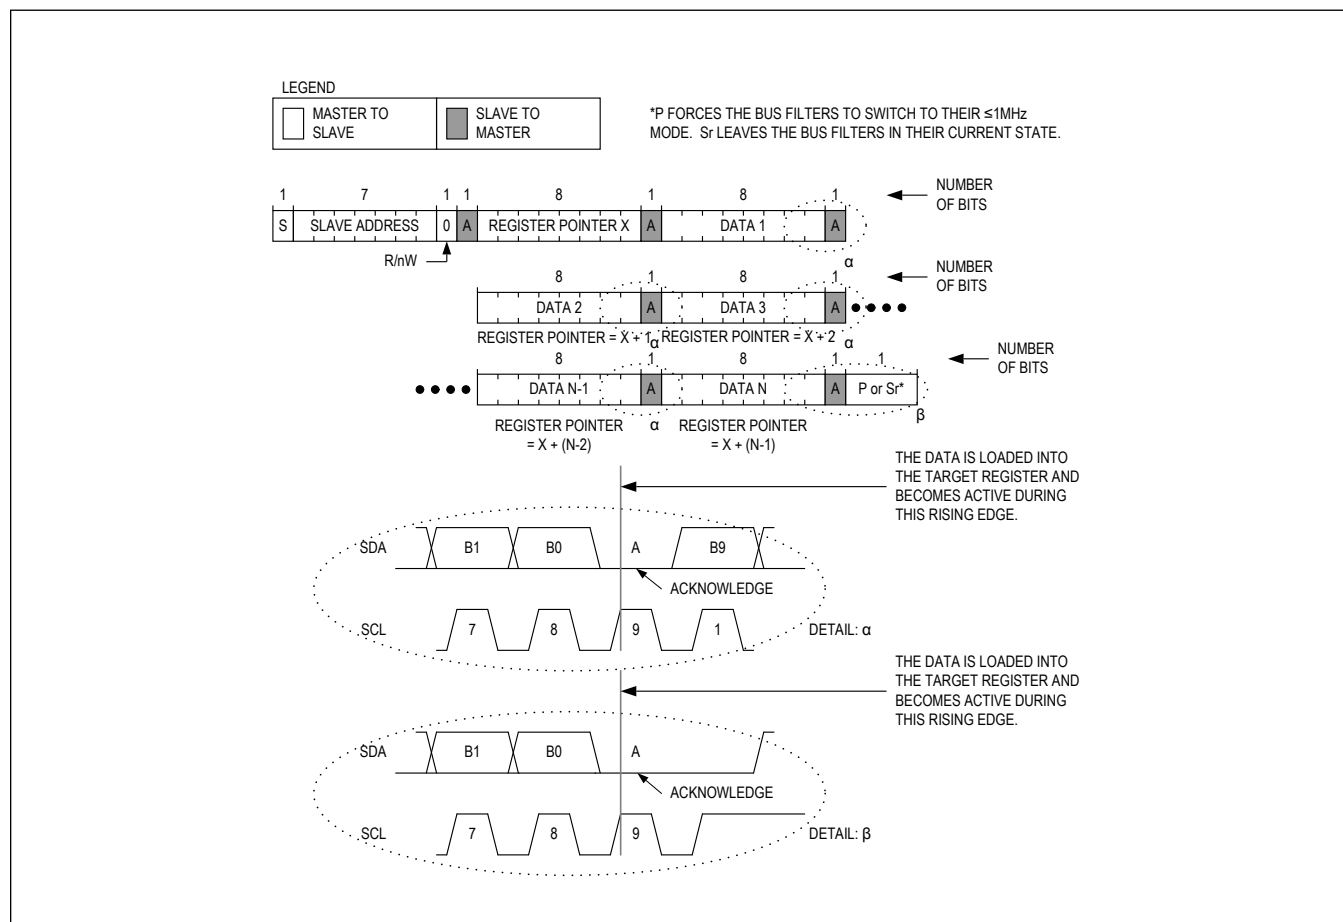 LEGEND
MASTER TO
SLAVE
SLAVE TO
MASTER
*P FORCES THE BUS FILTERS TO SWITCH TO THEIR ≤1MHz
MODE. Sr LEAVES THE BUS FILTERS IN THEIR CURRENT STATE.
1 7 1 1 8 1 8 1
NUMBER
OF BITS
S SLAVE ADDRESS 0 A REGISTER POINTER X A DATA 1 A
α
R/nW
8 1 8 1
NUMBER
OF BITS
DATA 2 A DATA 3 A
REGISTER POINTER = X + 1 α REGISTER POINTER = X + 2 α
8 1 8 1 1
NUMBER
OF BITS
DATA N-1 A DATA N A P or Sr*
β
REGISTER POINTER
= X + (N-2)
α
REGISTER POINTER
= X + (N-1)
THE DATA IS LOADED INTO
THE TARGET REGISTER AND
BECOMES ACTIVE DURING
THIS RISING EDGE.
SDA B1 B0 A B9
ACKNOWLEDGE
SCL 7 8 9 1 DETAIL: α
THE DATA IS LOADED INTO
THE TARGET REGISTER AND
BECOMES ACTIVE DURING
THIS RISING EDGE.
SDA B1 B0 A
ACKNOWLEDGE
SCL 7 8 9 DETAIL: β